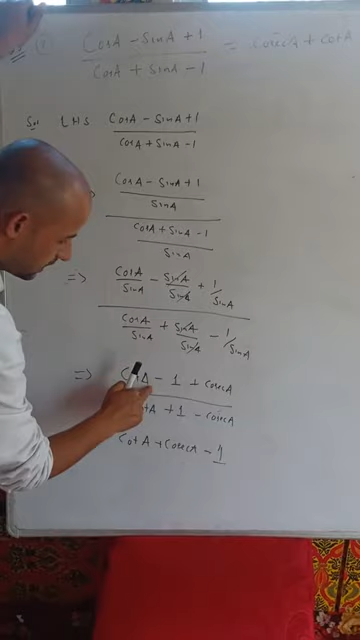 ① CosA - SinA + 1 = CosecA + CotA
CosA + SinA - 1
Sol LHS CosA - SinA + 1
CosA + SinA - 1
CosA - SinA + 1
SinA
CosA + SinA - 1
SinA
=> CosA/SinA - SinA/SinA + 1/SinA
CosA/SinA + SinA/SinA - 1/SinA
=> A - 1 + CosecA
A + 1 - CosecA
CotA + CosecA - 1